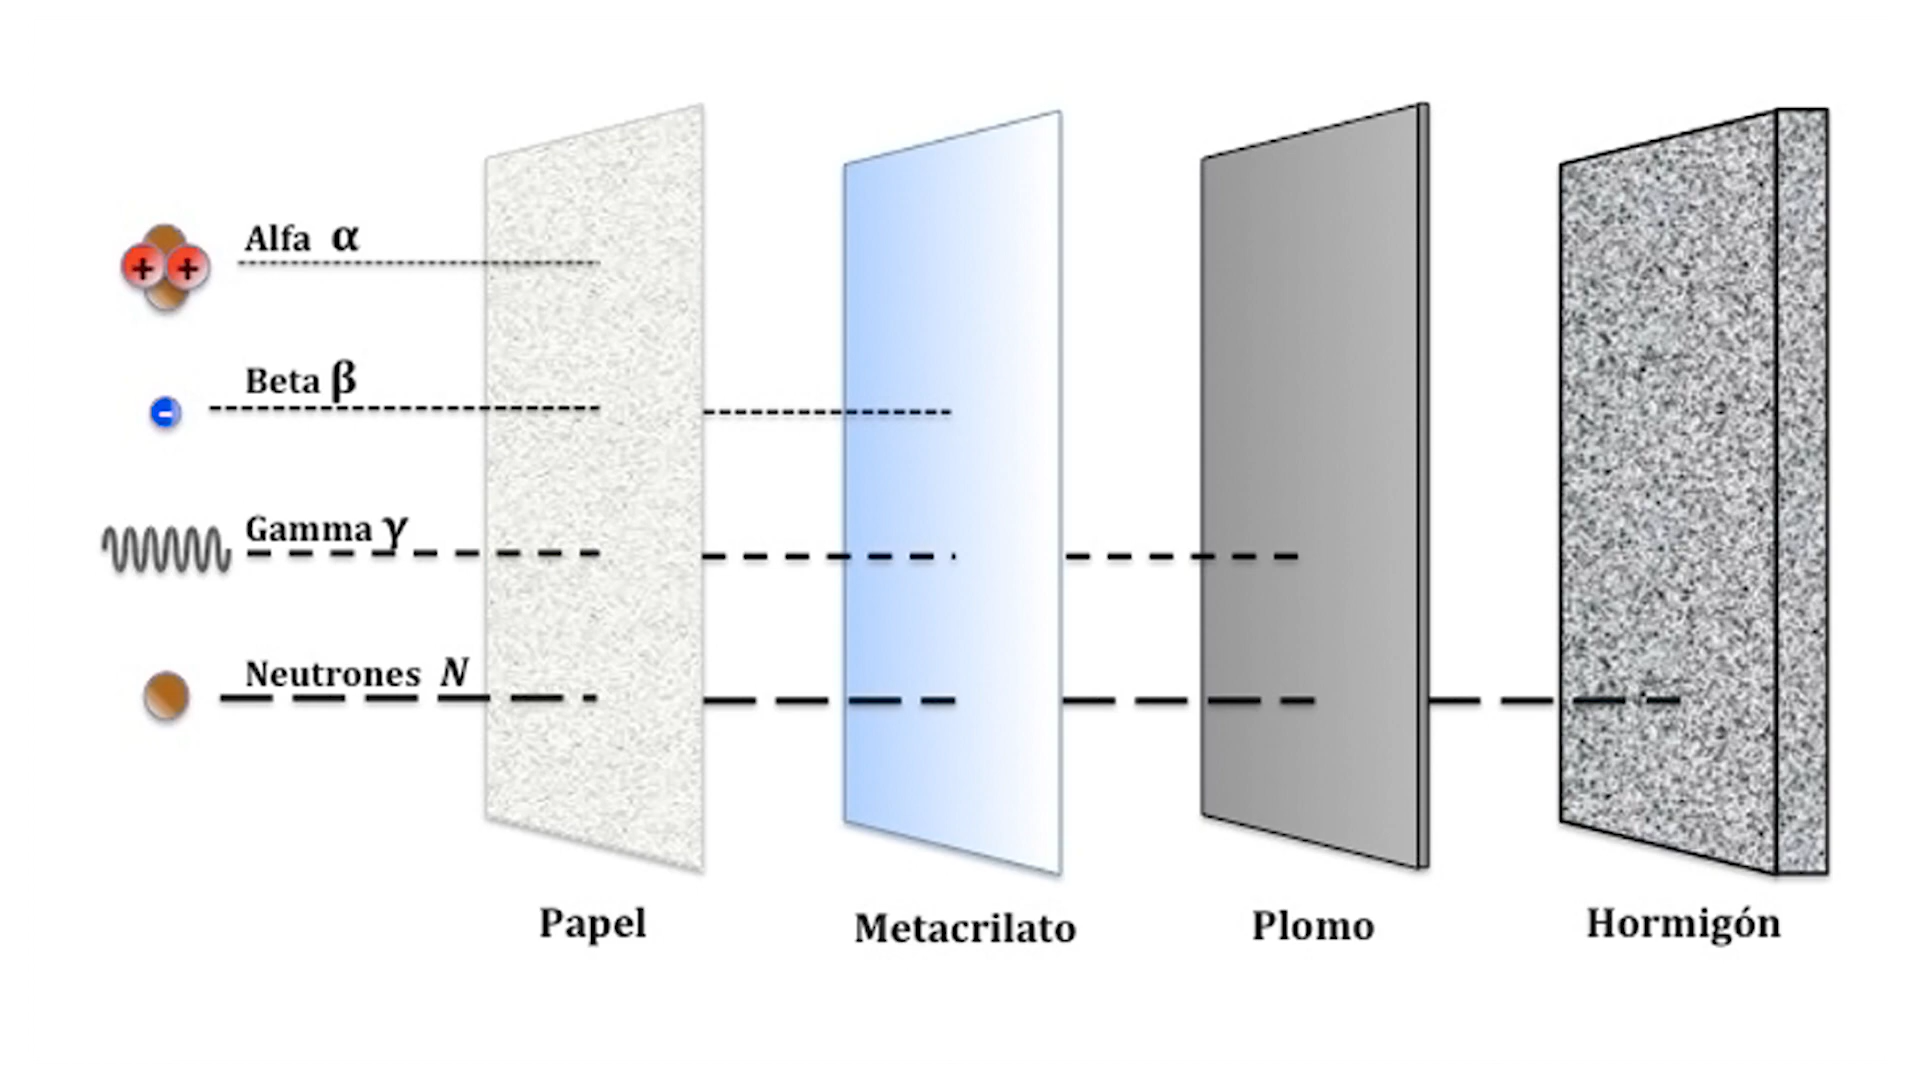 Alfa α
Beta β
Gamma γ
Neutrones N
Papel
Metacrilato
Plomo
Hormigón